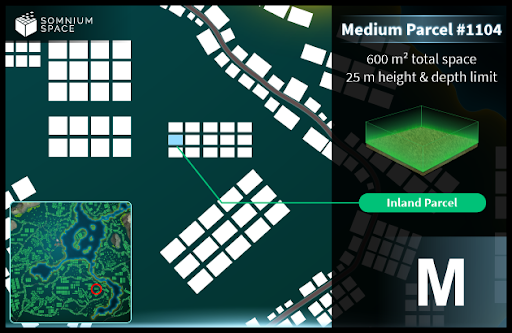 SOMNIUM
SPACE
Medium Parcel #1104
600 m² total space
25 m height & depth limit
Inland Parcel
M